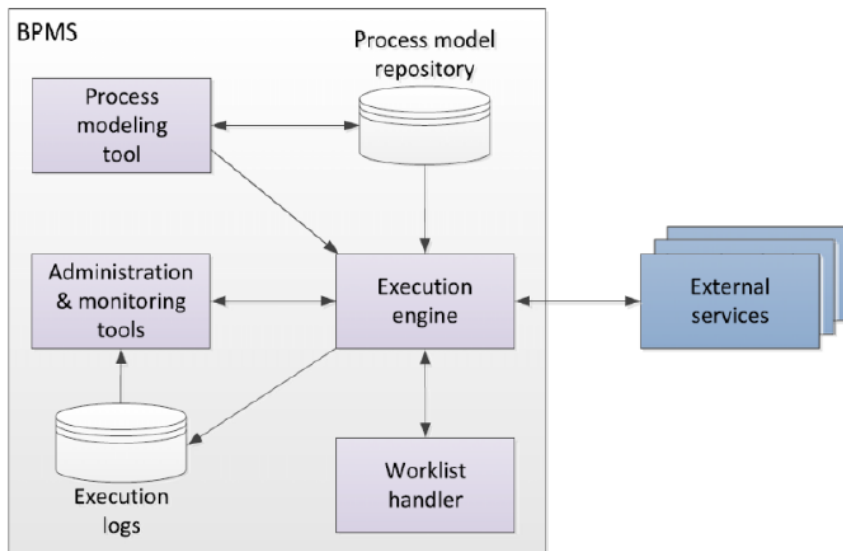 BPMS
Process model
repository
Process
modeling
tool
Administration
& monitoring
tools
Execution
engine
External
services
Execution
logs
Worklist
handler